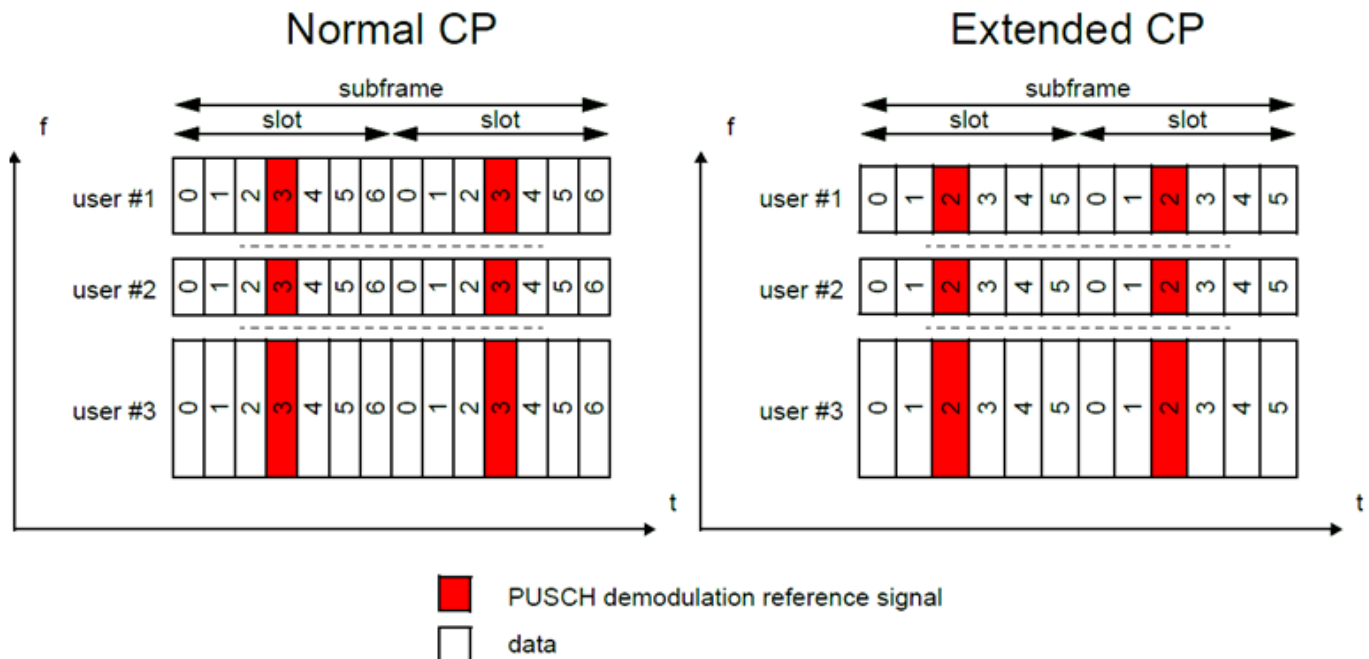 Normal CP
subframe
slot slot
f
user #1 0 1 2 3 4 5 6 0 1 2 3 4 5 6
user #2 0 1 2 3 4 5 6 0 1 2 3 4 5 6
user #3 0 1 2 3 4 5 6 0 1 2 3 4 5 6
t
Extended CP
subframe
slot slot
f
user #1 0 1 2 3 4 5 0 1 2 3 4 5
user #2 0 1 2 3 4 5 0 1 2 3 4 5
user #3 0 1 2 3 4 5 0 1 2 3 4 5
t
PUSCH demodulation reference signal
data